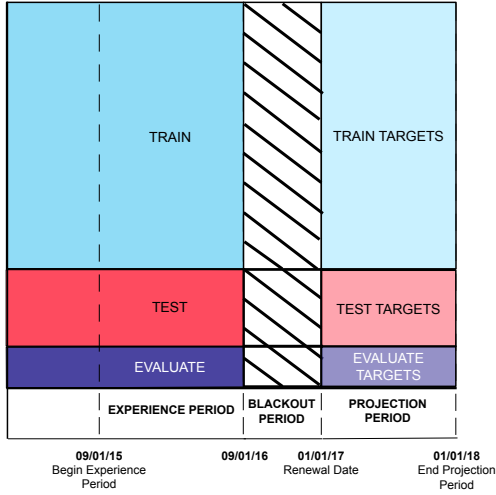 TRAIN
TRAIN TARGETS
TEST
TEST TARGETS
EVALUATE
EVALUATE
TARGETS
EXPERIENCE PERIOD
BLACKOUT
PERIOD
PROJECTION
PERIOD
09/01/15
Begin Experience
Period
09/01/16
01/01/17
Renewal Date
01/01/18
End Projection
Period